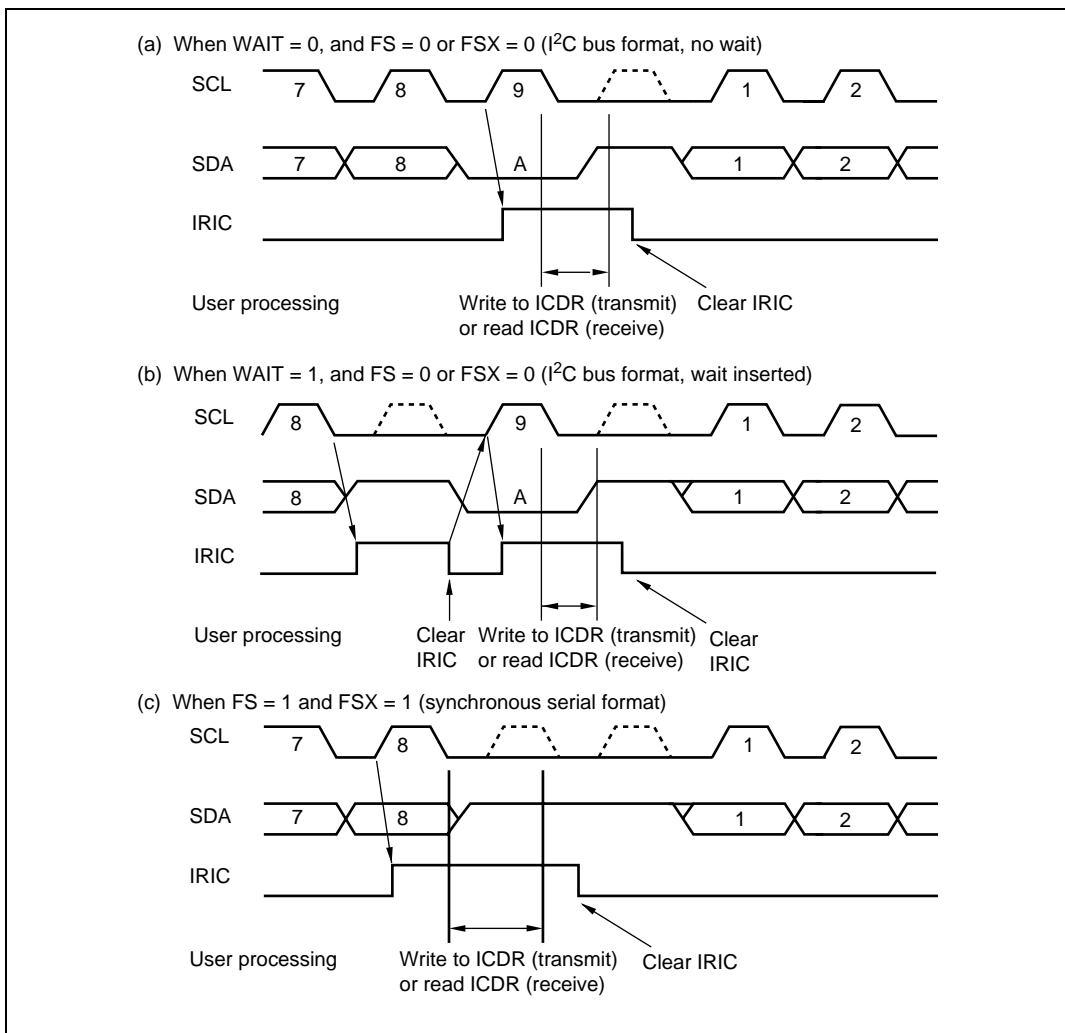 (a) When WAIT = 0, and FS = 0 or FSX = 0 (I²C bus format, no wait)
SCL 7 8 9 1 2
SDA 7 8 A 1 2
IRIC
User processing Write to ICDR (transmit) Clear IRIC
or read ICDR (receive)
(b) When WAIT = 1, and FS = 0 or FSX = 0 (I²C bus format, wait inserted)
SCL 8 9 1 2
SDA 8 A 1 2
IRIC
User processing Clear Write to ICDR (transmit) Clear
IRIC or read ICDR (receive) IRIC
(c) When FS = 1 and FSX = 1 (synchronous serial format)
SCL 7 8 1 2
SDA 7 8 1 2
IRIC
User processing Write to ICDR (transmit) Clear IRIC
or read ICDR (receive)